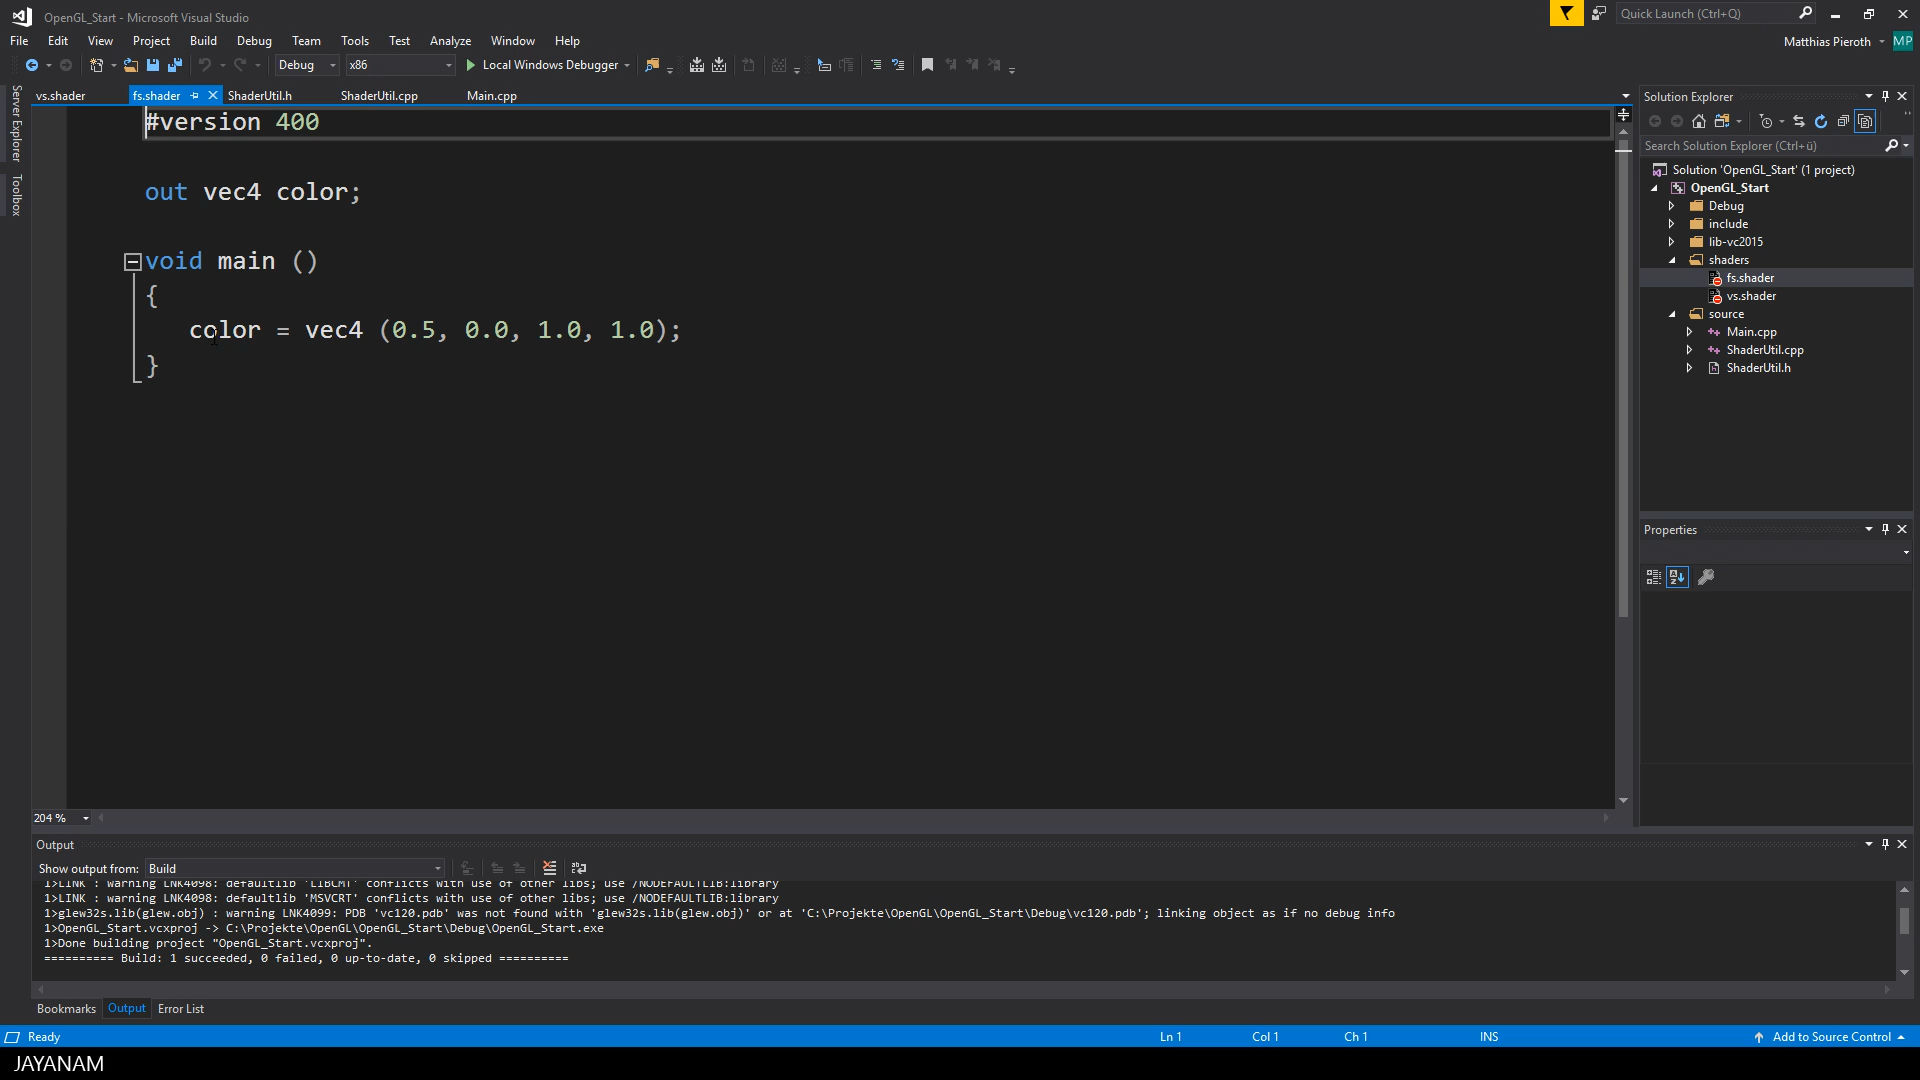 OpenGL_Start - Microsoft Visual Studio
Quick Launch (Ctrl+Q)
File Edit View Project Build Debug Team Tools Test Analyze Window Help
Matthias Pieroth MP
Debug x86 Local Windows Debugger
Server Explorer
Toolbox
vs.shader fs.shader ShaderUtil.h ShaderUtil.cpp Main.cpp
#version 400
out vec4 color;
void main ()
{
color = vec4 (0.5, 0.0, 1.0, 1.0);
}
204 %
Solution Explorer
Search Solution Explorer (Ctrl+ü)
Solution 'OpenGL_Start' (1 project)
OpenGL_Start
Debug
include
lib-vc2015
shaders
fs.shader
vs.shader
source
Main.cpp
ShaderUtil.cpp
ShaderUtil.h
Properties
Output
Show output from: Build
1>LINK : warning LNK4098: defaultlib 'LIBCMT' conflicts with use of other libs; use /NODEFAULTLIB:library
1>LINK : warning LNK4098: defaultlib 'MSVCRT' conflicts with use of other libs; use /NODEFAULTLIB:library
1>glew32s.lib(glew.obj) : warning LNK4099: PDB 'vc120.pdb' was not found with 'glew32s.lib(glew.obj)' or at 'C:\Projekte\OpenGL\OpenGL_Start\Debug\vc120.pdb'; linking object as if no debug info
1>OpenGL_Start.vcxproj -> C:\Projekte\OpenGL\OpenGL_Start\Debug\OpenGL_Start.exe
1>Done building project "OpenGL_Start.vcxproj".
========== Build: 1 succeeded, 0 failed, 0 up-to-date, 0 skipped ==========
Bookmarks Output Error List
Ready Ln 1 Col 1 Ch 1 INS Add to Source Control
JAYANAM